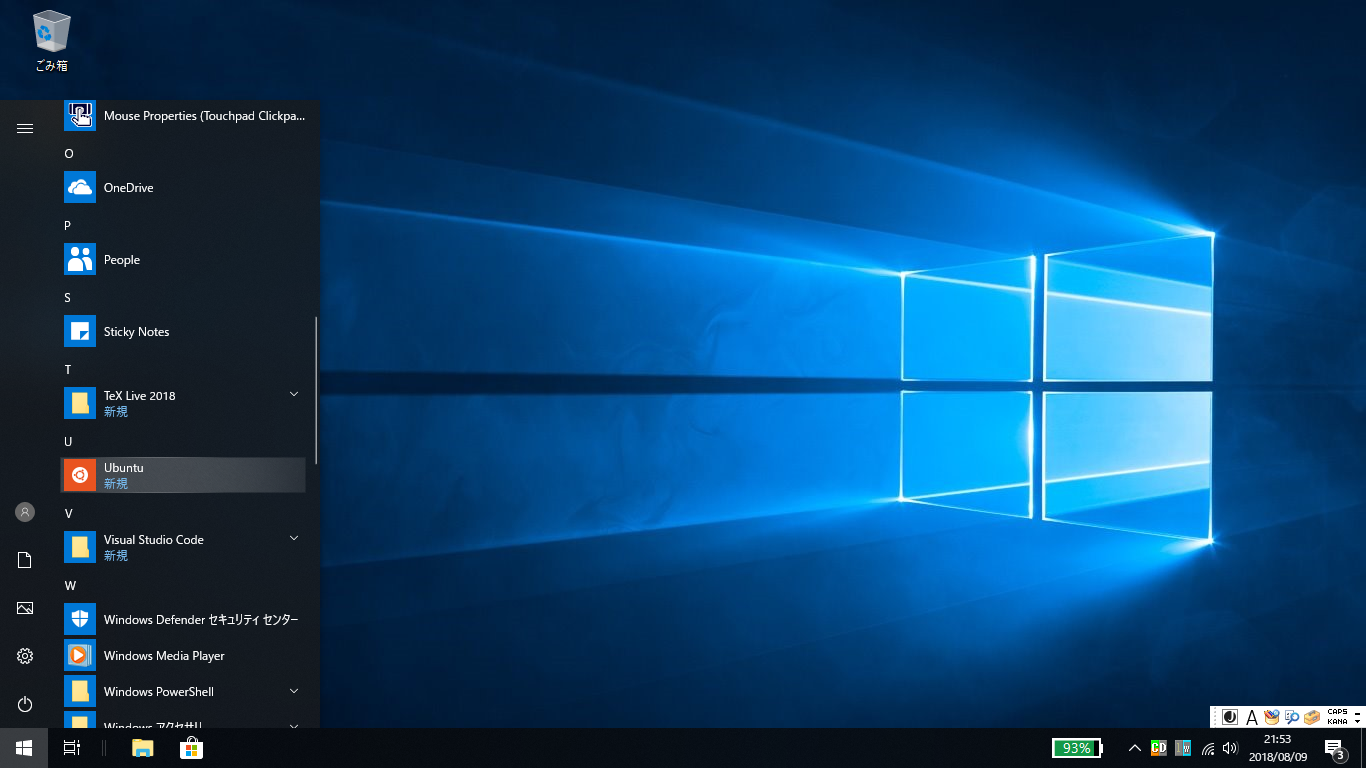 ごみ箱
Mouse Properties (Touchpad Clickpa...
O
OneDrive
P
People
S
Sticky Notes
T
TeX Live 2018
新規
U
Ubuntu
新規
V
Visual Studio Code
新規
W
Windows Defender セキュリティ センター
Windows Media Player
Windows PowerShell
Windows アクセサリ
A
CAPS
KANA
93%
CD
21:53
2018/08/09
3